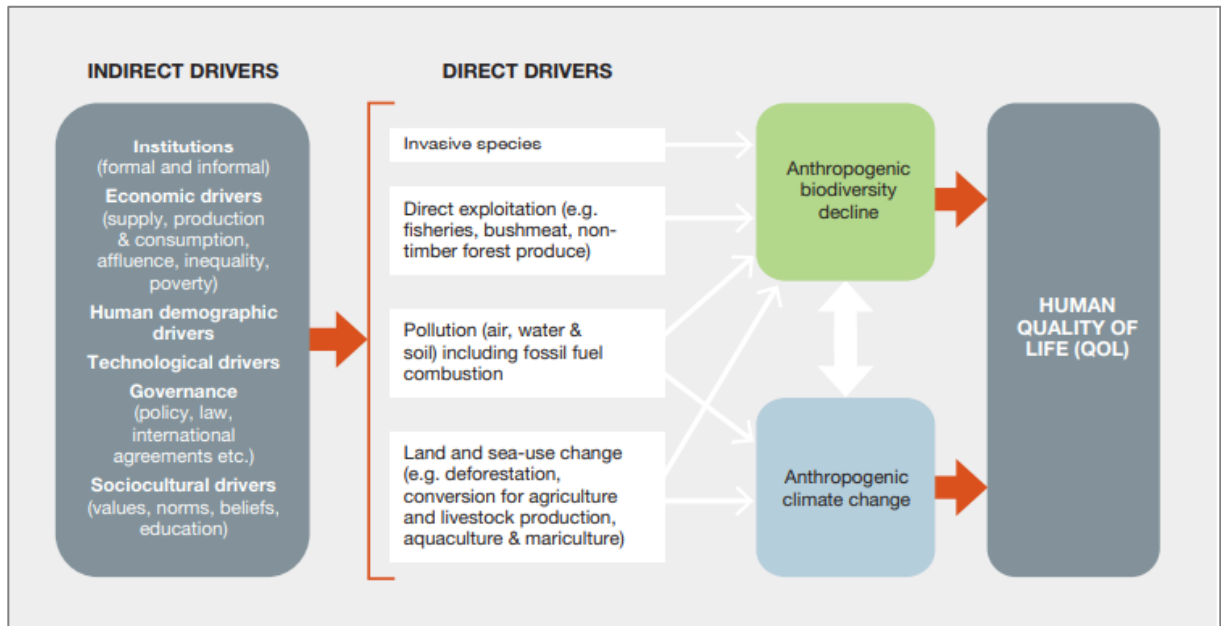 INDIRECT DRIVERS
Institutions
(formal and informal)
Economic drivers
(supply, production
& consumption,
affluence, inequality,
poverty)
Human demographic
drivers
Technological drivers
Governance
(policy, law,
international
agreements etc.)
Sociocultural drivers
(values, norms, beliefs,
education)
DIRECT DRIVERS
Invasive species
Direct exploitation (e.g.
fisheries, bushmeat, non-
timber forest produce)
Pollution (air, water &
soil) including fossil fuel
combustion
Land and sea-use change
(e.g. deforestation,
conversion for agriculture
and livestock production,
aquaculture & mariculture)
Anthropogenic
biodiversity
decline
Anthropogenic
climate change
HUMAN
QUALITY OF
LIFE (QOL)